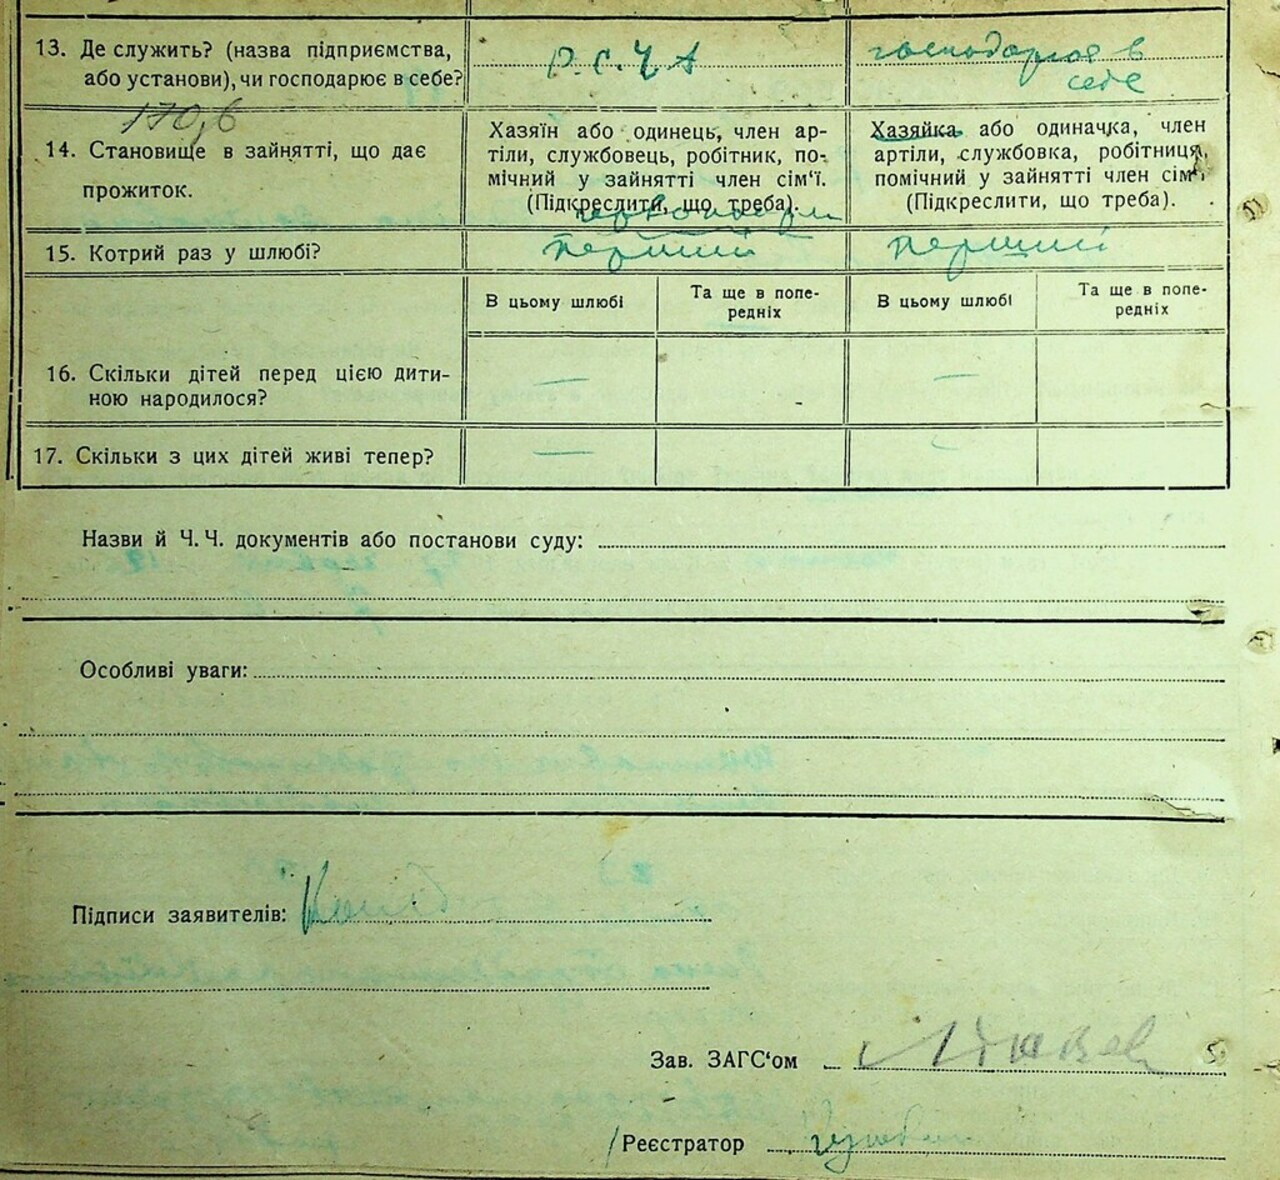 13. Де служить? (назва підприємства, або установи), чи господарює в себе?
Р.С.Ч.А
господарює в себе
170,6
14. Становище в зайнятті, що дає прожиток.
Хазяїн або одинець, член ар-
тіли, службовець, робітник, по-
мічний у зайнятті член сім‘ї.
(Підкреслити, що треба).
Хазяйка або одиначка, член
артіли, службовка, робітниця,
помічний у зайнятті член сім‘ї
(Підкреслити, що треба).
15. Котрий раз у шлюбі?
перший
перший
В цьому шлюбі
Та ще в попе-
редніх
В цьому шлюбі
Та ще в попе-
редніх
16. Скільки дітей перед цією дити-
ною народилося?
—
—
17. Скільки з цих дітей живі тепер?
—
Назви й Ч.Ч. документів або постанови суду:
Особливі уваги:
Підписи заявителів:
Зав. ЗАГС‘ом
Реєстратор